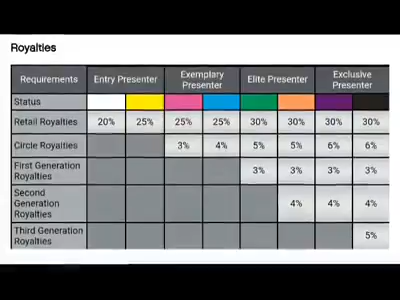 Royalties
Requirements Entry Presenter Exemplary Presenter Elite Presenter Exclusive Presenter
Status
Retail Royalties 20% 25% 25% 25% 30% 30% 30% 30%
Circle Royalties 3% 4% 5% 5% 6% 6%
First Generation Royalties 3% 3% 3% 3%
Second Generation Royalties 4% 4% 4%
Third Generation Royalties 5%